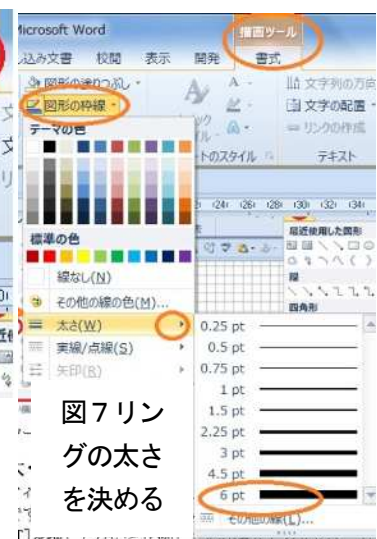 Microsoft Word
描画ツール
し込み文書 校閲 表示 開発 書式
図形の塗りつぶし
図形の枠線
テーマの色
標準の色
線なし(N)
その他の線の色(M)...
太さ(W)
実線/点線(S)
矢印(R)
文字列の方向
文字の配置
リンクの作成
トのスタイル
テキスト
最近使用した図形
線
四角形
0.25 pt
0.5 pt
0.75 pt
1 pt
1.5 pt
2.25 pt
3 pt
4.5 pt
6 pt
その他の線(L)...
図7リン
グの太さ
を決める